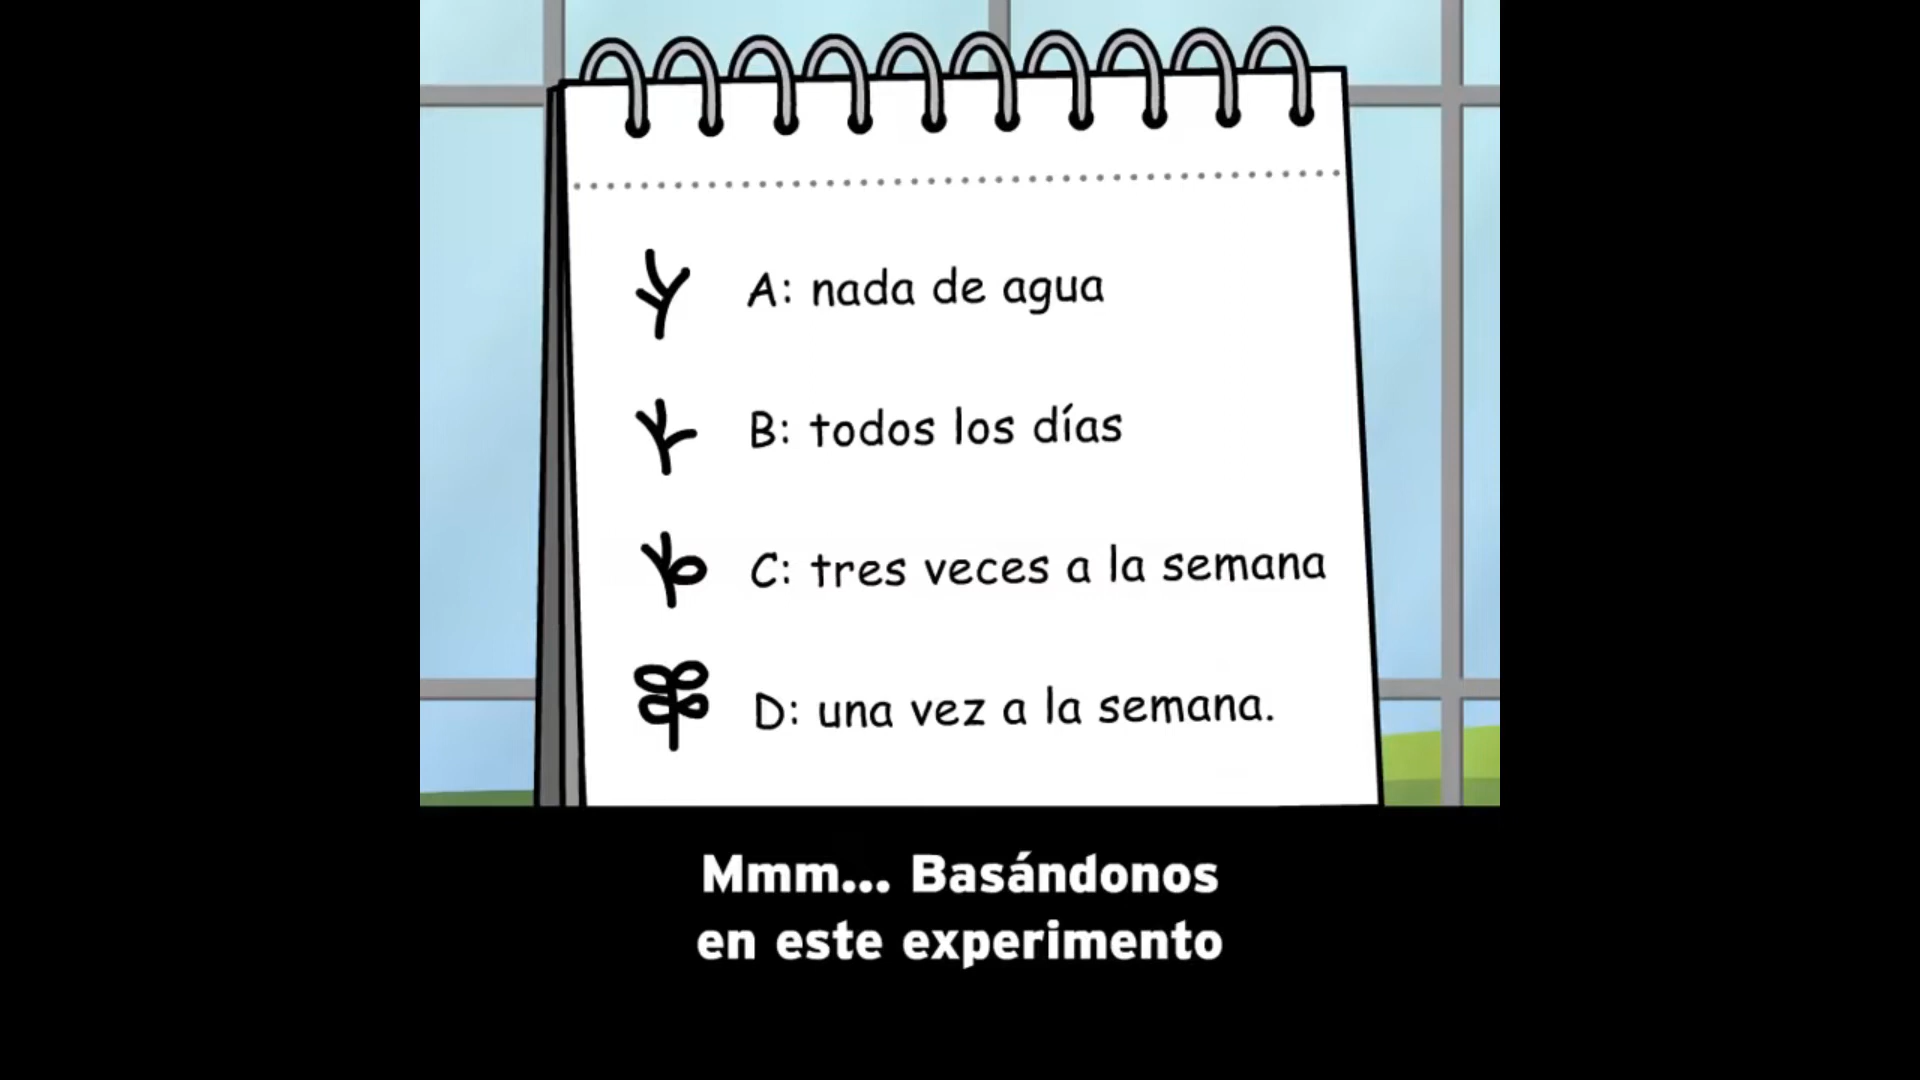 A: nada de agua
B: todos los días
C: tres veces a la semana
D: una vez a la semana.
Mmm... Basándonos
en este experimento